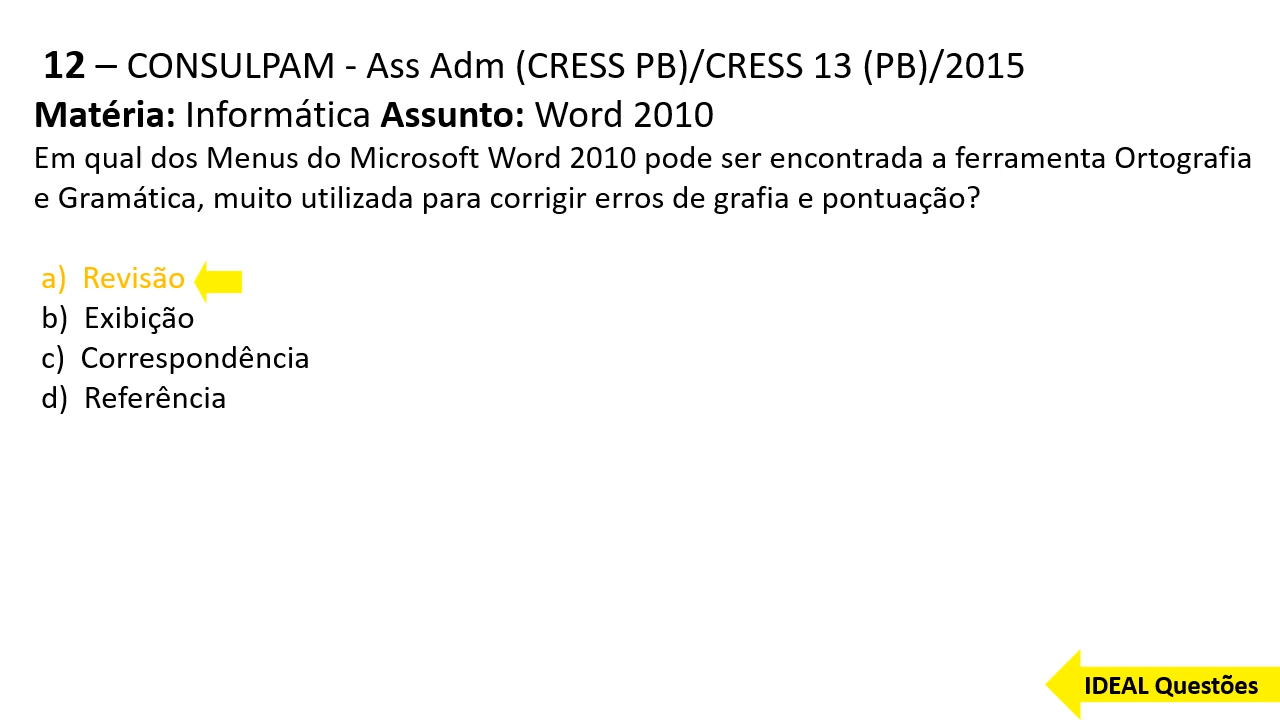 12 – CONSULPAM - Ass Adm (CRESS PB)/CRESS 13 (PB)/2015
Matéria: Informática Assunto: Word 2010
Em qual dos Menus do Microsoft Word 2010 pode ser encontrada a ferramenta Ortografia
e Gramática, muito utilizada para corrigir erros de grafia e pontuação?
a) Revisão
b) Exibição
c) Correspondência
d) Referência
IDEAL Questões